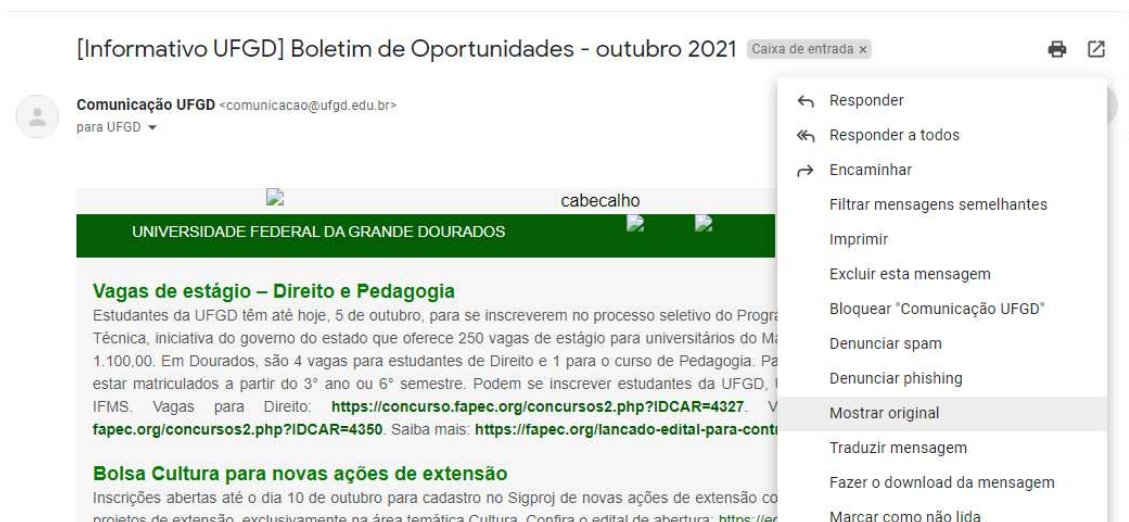 [Informativo UFGD] Boletim de Oportunidades - outubro 2021 Caixa de entrada ×
Comunicação UFGD <comunicacao@ufgd.edu.br>
para UFGD
cabecalho
UNIVERSIDADE FEDERAL DA GRANDE DOURADOS
Vagas de estágio – Direito e Pedagogia
Estudantes da UFGD têm até hoje, 5 de outubro, para se inscreverem no processo seletivo do
Técnica, iniciativa do governo do estado que oferece 250 vagas de estágio para universitários do
1.100,00. Em Dourados, são 4 vagas para estudantes de Direito e 1 para o curso de Pedagogia.
estar matriculados a partir do 3° ano ou 6° semestre. Podem se inscrever estudantes da UFGD,
IFMS. Vagas para Direito: https://concurso.fapec.org/concursos2.php?IDCAR=4327.
fapec.org/concursos2.php?IDCAR=4350. Saiba mais: https://fapec.org/lancado-edital-para-cont
Bolsa Cultura para novas ações de extensão
Inscrições abertas até o dia 10 de outubro para cadastro no Sigproj de novas ações de extensão
projetos de extensão, exclusivamente na área temática Cultura. Confira o edital de abertura:
Responder
Responder a todos
Encaminhar
Filtrar mensagens semelhantes
Imprimir
Excluir esta mensagem
Bloquear "Comunicação UFGD"
Denunciar spam
Denunciar phishing
Mostrar original
Traduzir mensagem
Fazer o download da mensagem
Marcar como não lida